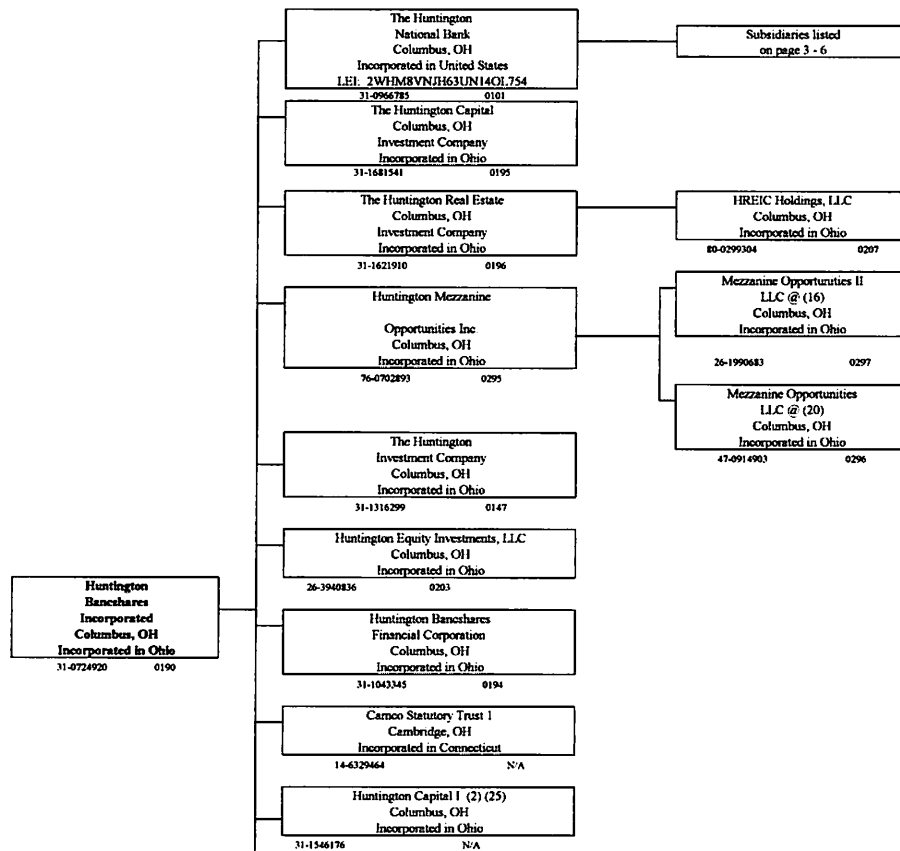 The Huntington
National Bank
Columbus, OH
Incorporated in United States
LEI: 2WHM8VNJH63UN14OL754
31-0966785 0101
Subsidiaries listed
on page 3 - 6
The Huntington Capital
Columbus, OH
Investment Company
Incorporated in Ohio
31-1681541 0195
The Huntington Real Estate
Columbus, OH
Investment Company
Incorporated in Ohio
31-1621910 0196
HREIC Holdings, LLC
Columbus, OH
Incorporated in Ohio
80-0299304 0207
Huntington Mezzanine
Opportunities Inc
Columbus, OH
Incorporated in Ohio
76-0702893 0295
Mezzanine Opportunities II
LLC @ (16)
Columbus, OH
Incorporated in Ohio
26-1990683 0297
Mezzanine Opportunities
LLC @ (20)
Columbus, OH
Incorporated in Ohio
47-0914903 0296
The Huntington
Investment Company
Columbus, OH
Incorporated in Ohio
31-1316299 0147
Huntington Equity Investments, LLC
Columbus, OH
Incorporated in Ohio
26-3940836 0203
Huntington
Bancshares
Incorporated
Columbus, OH
Incorporated in Ohio
31-0724920 0190
Huntington Bancshares
Financial Corporation
Columbus, OH
Incorporated in Ohio
31-1043345 0194
Camco Statutory Trust 1
Cambridge, OH
Incorporated in Connecticut
14-6329464 N/A
Huntington Capital I (2) (25)
Columbus, OH
Incorporated in Ohio
31-1546176 N/A